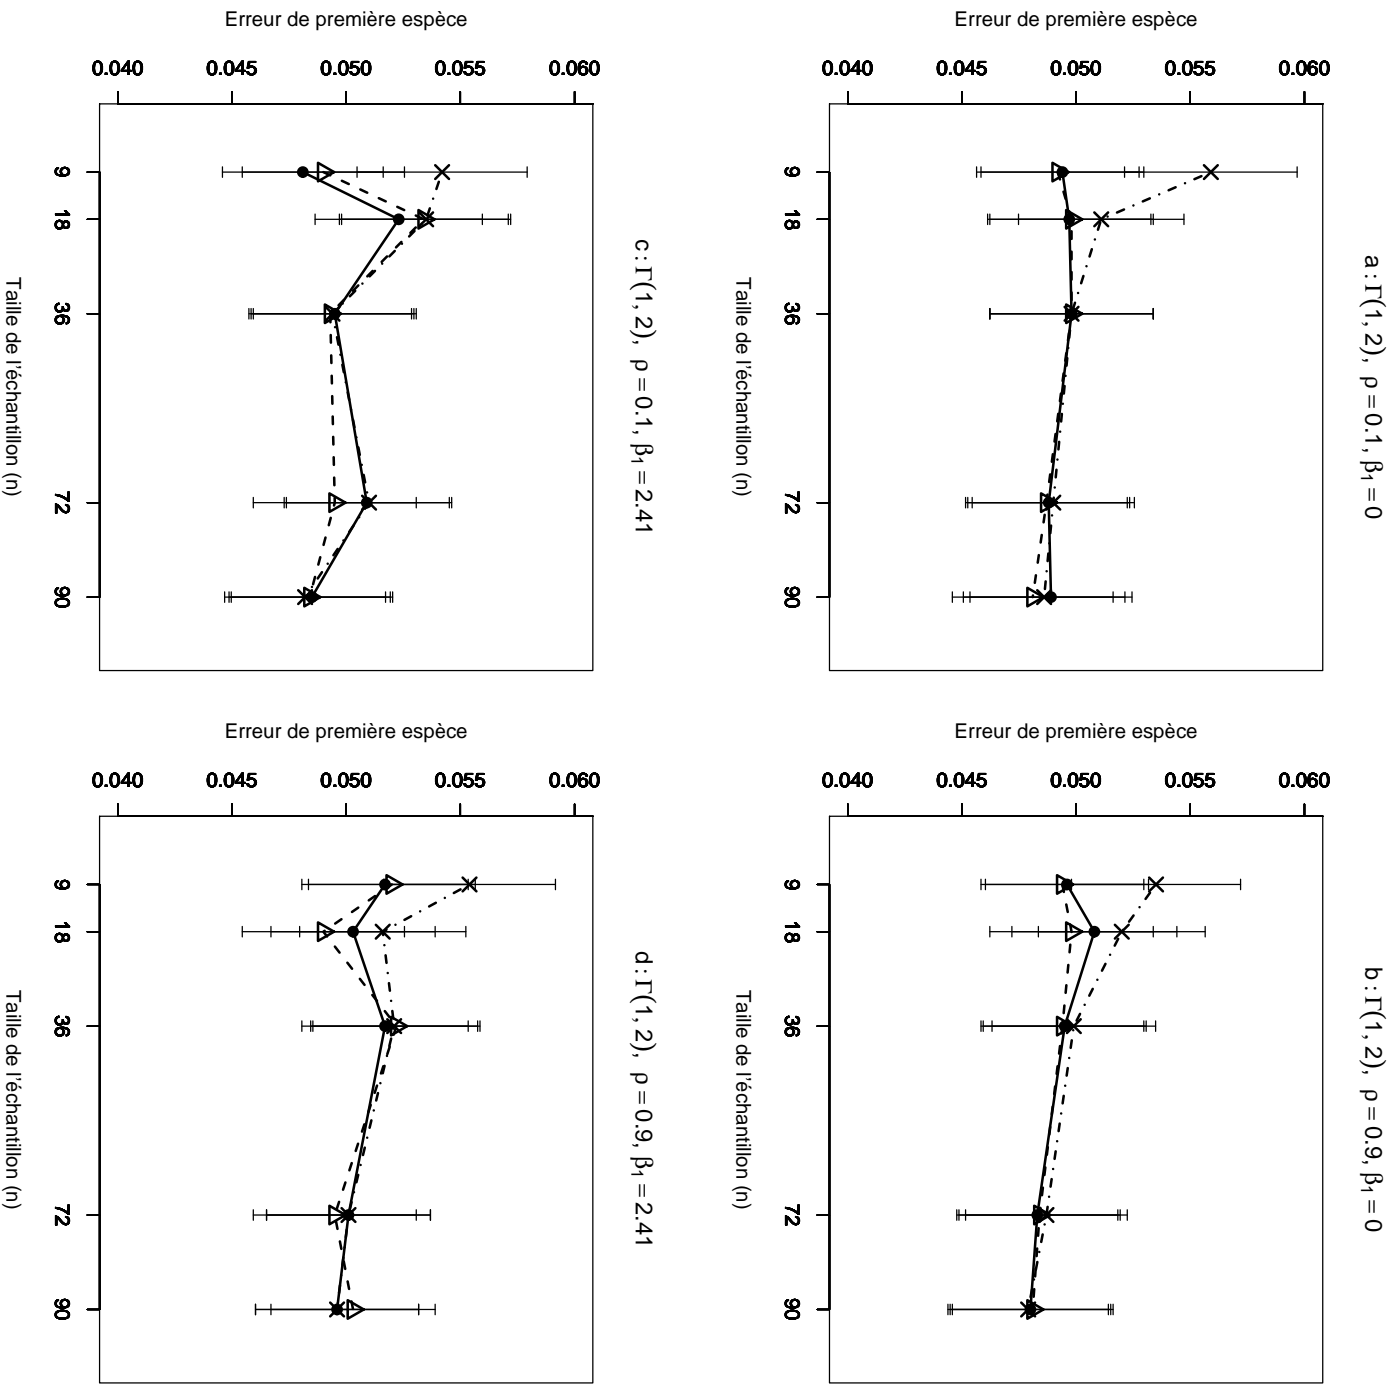 a : Γ(1, 2), ρ = 0.1, β₁ = 0
Erreur de première espèce
0.040 0.045 0.050 0.055 0.060
9 18 36 72 90
Taille de l'échantillon (n)
b : Γ(1, 2), ρ = 0.9, β₁ = 0
Erreur de première espèce
0.040 0.045 0.050 0.055 0.060
9 18 36 72 90
Taille de l'échantillon (n)
c : Γ(1, 2), ρ = 0.1, β₁ = 2.41
Erreur de première espèce
0.040 0.045 0.050 0.055 0.060
9 18 36 72 90
Taille de l'échantillon (n)
d : Γ(1, 2), ρ = 0.9, β₁ = 2.41
Erreur de première espèce
0.040 0.045 0.050 0.055 0.060
9 18 36 72 90
Taille de l'échantillon (n)